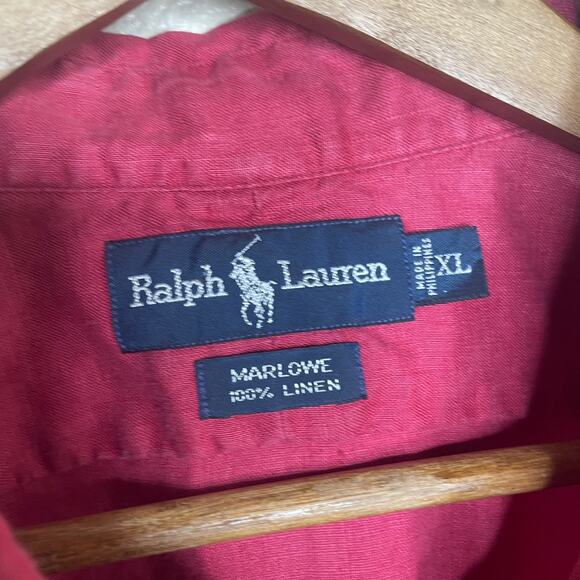 Ralph Lauren
MADE IN
PHILIPPINES
XL
MARLOWE
100% LINEN